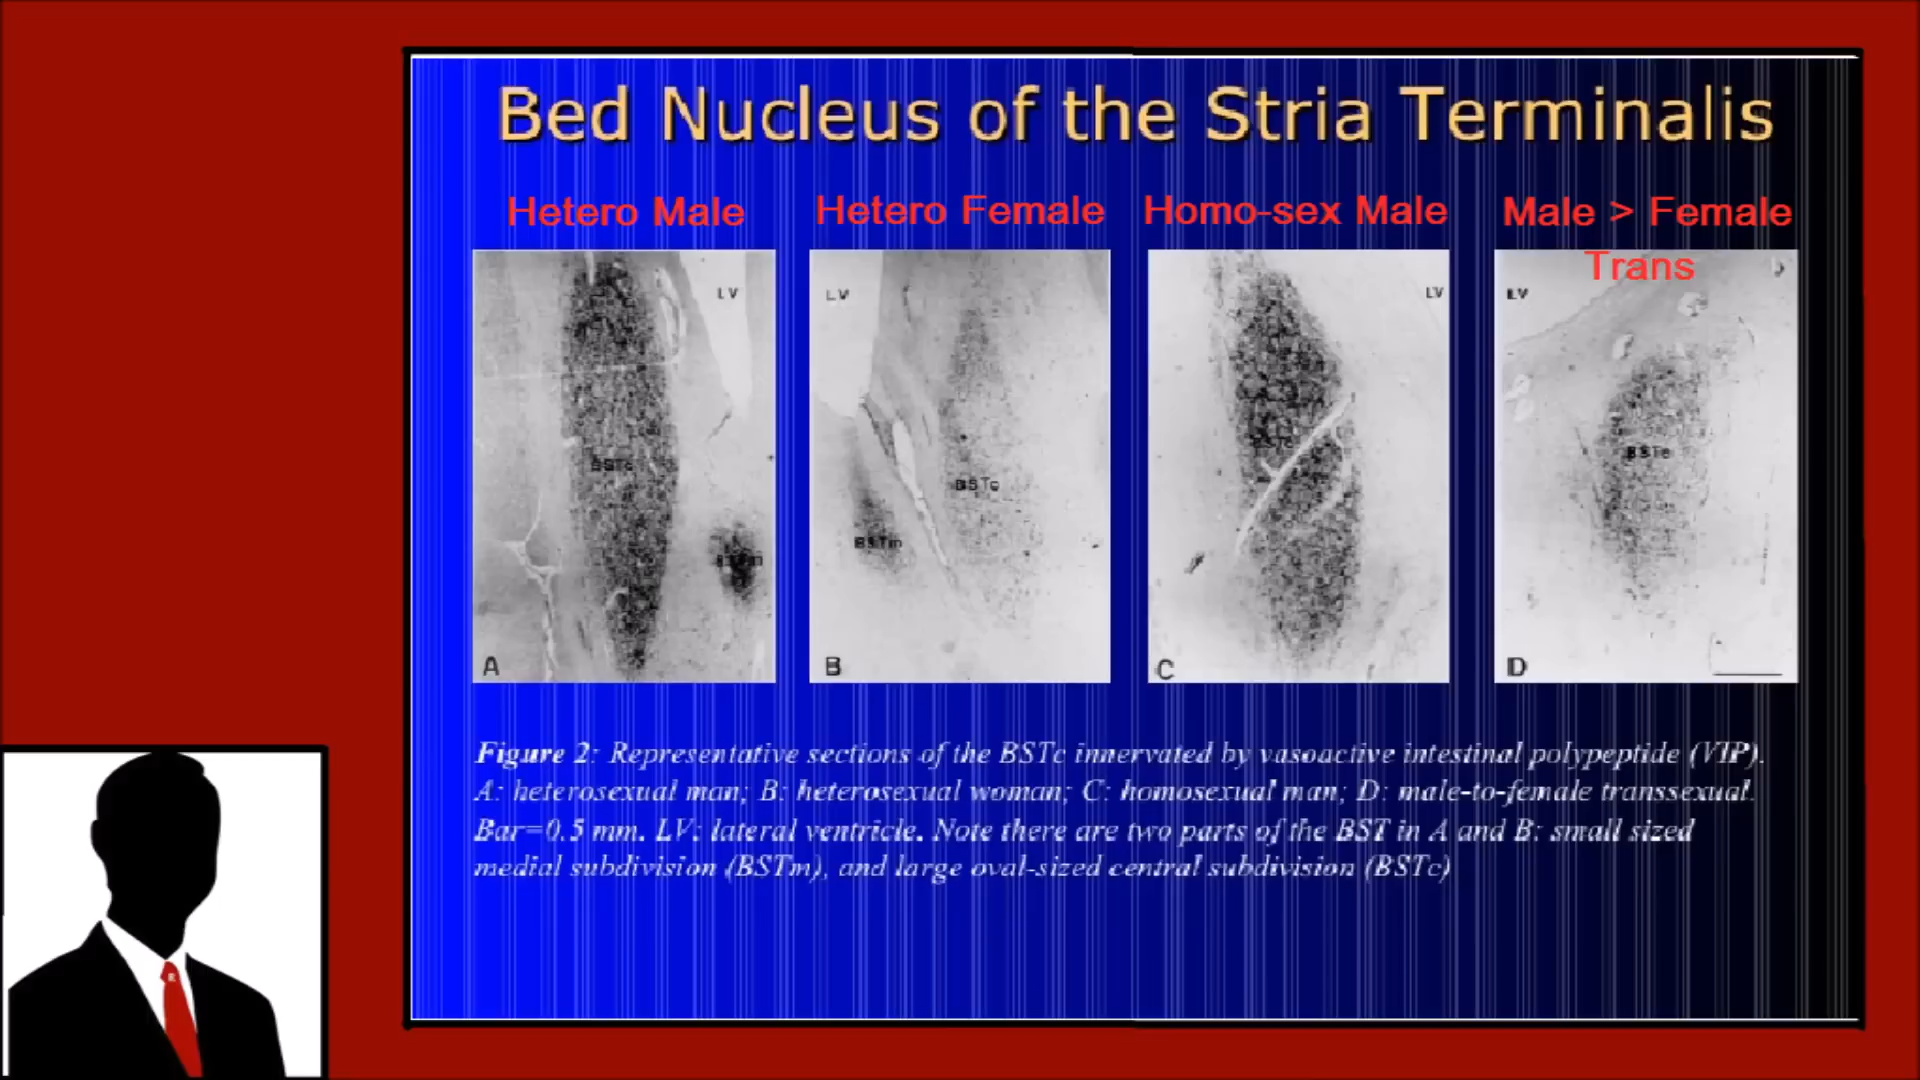 Bed Nucleus of the Stria Terminalis
Hetero Male
Hetero Female
Homo-sex Male
Male > Female
Trans
LV
BSTc
A
LV
BSTc
BSTm
B
LV
C
LV
BSTc
D
Figure 2: Representative sections of the BSTc innervated by vasoactive intestinal polypeptide (VIP).
A: heterosexual man; B: heterosexual woman; C: homosexual man; D: male-to-female transsexual.
Bar=0.5 mm. LV: lateral ventricle. Note there are two parts of the BST in A and B: small sized
medial subdivision (BSTm), and large oval-sized central subdivision (BSTc)